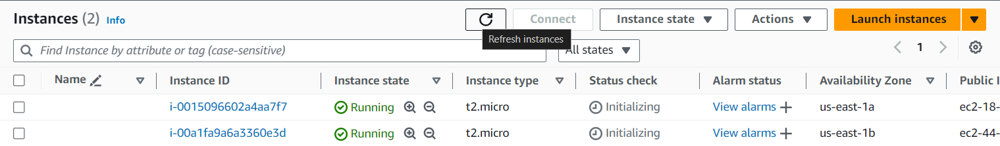 Instances (2) Info Connect Instance state Actions Launch instances
Refresh instances
Find Instance by attribute or tag (case-sensitive) All states 1
Name Instance ID Instance state Instance type Status check Alarm status Availability Zone Public I
i-0015096602a4aa7f7 Running t2.micro Initializing View alarms us-east-1a ec2-18-
i-00a1fa9a6a3360e3d Running t2.micro Initializing View alarms us-east-1b ec2-44-